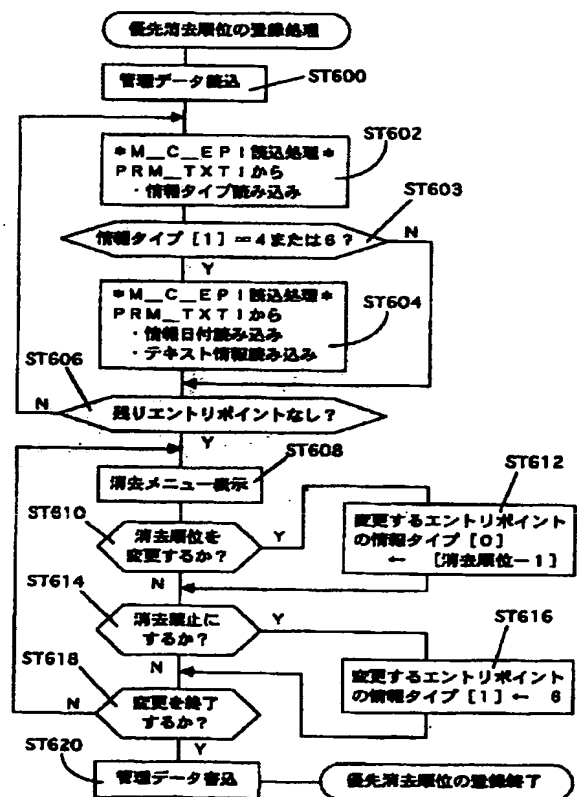 優先消去順位の登録処理
管理データ読込
ST600
＊M＿C＿EPI読込処理＊
PRM＿TXTIから
・情報タイプ読み込み
ST602
ST603
情報タイプ[1]＝4または6？
N
Y
＊M＿C＿EPI読込処理＊
PRM＿TXTIから
・情報日付読み込み
・テキスト情報読み込み
ST604
ST606
N
残りエントリポイントなし？
Y
ST608
消去メニュー表示
ST610
消去順位を
変更するか？
Y
N
ST612
変更するエントリポイント
の情報タイプ[0]
← [消去順位－1]
ST614
消去禁止に
するか？
Y
N
ST616
変更するエントリポイント
の情報タイプ[1]← 6
ST618
変更を終了
するか？
N
Y
ST620
管理データ書込
優先消去順位の登録終了